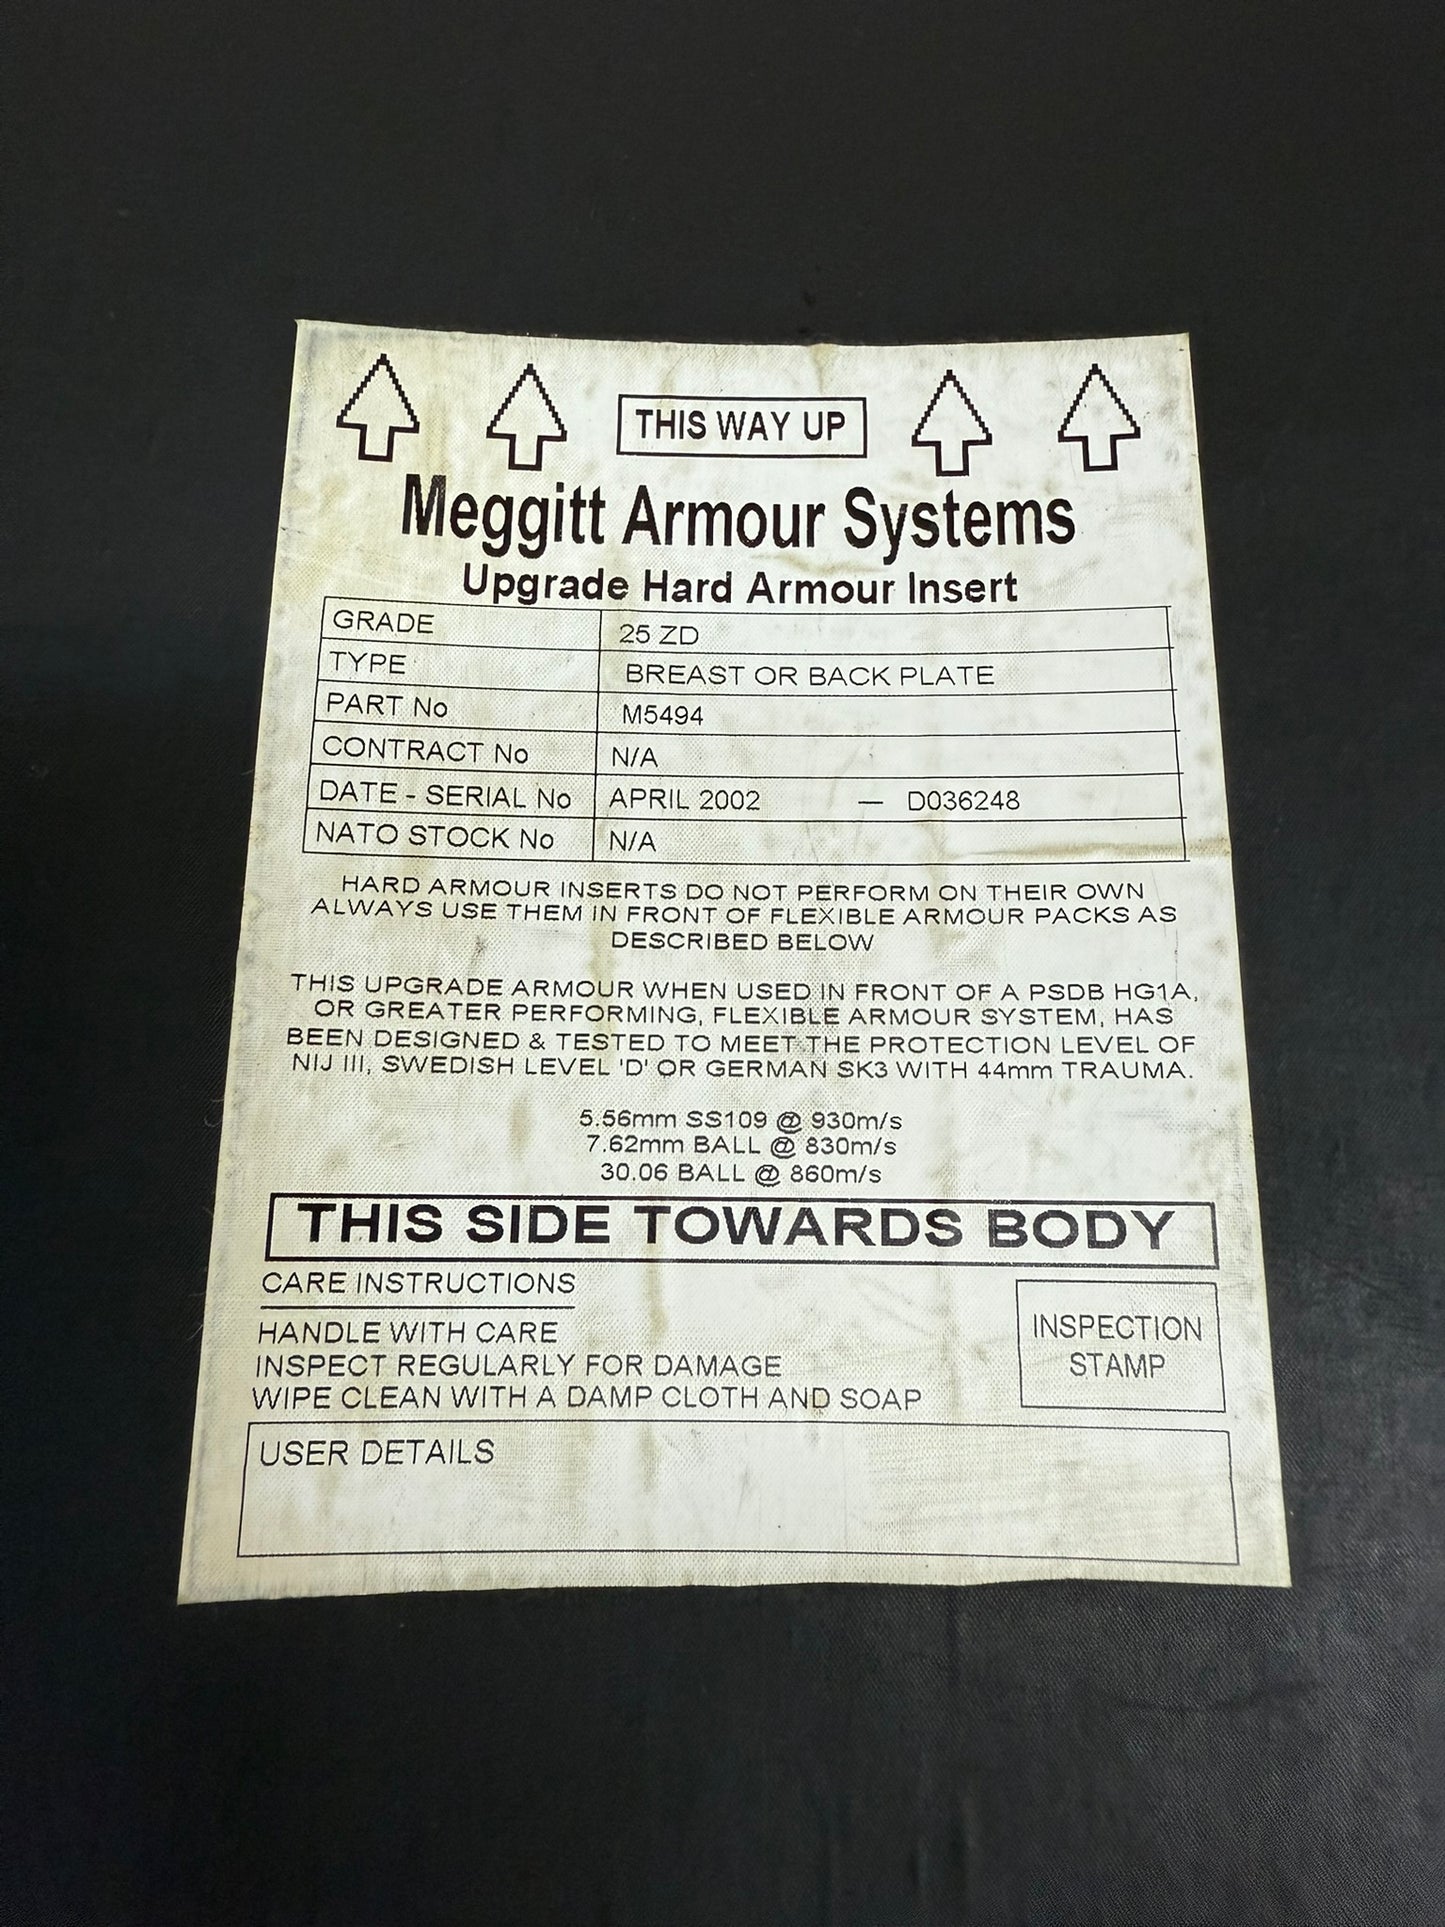 THIS WAY UP
Meggitt Armour Systems
Upgrade Hard Armour Insert
GRADE 25 ZD
TYPE BREAST OR BACK PLATE
PART No M5494
CONTRACT No N/A
DATE - SERIAL No APRIL 2002 — D036248
NATO STOCK No N/A
HARD ARMOUR INSERTS DO NOT PERFORM ON THEIR OWN
ALWAYS USE THEM IN FRONT OF FLEXIBLE ARMOUR PACKS AS
DESCRIBED BELOW
THIS UPGRADE ARMOUR WHEN USED IN FRONT OF A PSDB HG1A,
OR GREATER PERFORMING, FLEXIBLE ARMOUR SYSTEM, HAS
BEEN DESIGNED & TESTED TO MEET THE PROTECTION LEVEL OF
NIJ III, SWEDISH LEVEL 'D' OR GERMAN SK3 WITH 44mm TRAUMA.
5.56mm SS109 @ 930m/s
7.62mm BALL @ 830m/s
30.06 BALL @ 860m/s
THIS SIDE TOWARDS BODY
CARE INSTRUCTIONS
HANDLE WITH CARE
INSPECT REGULARLY FOR DAMAGE
WIPE CLEAN WITH A DAMP CLOTH AND SOAP
INSPECTION
STAMP
USER DETAILS